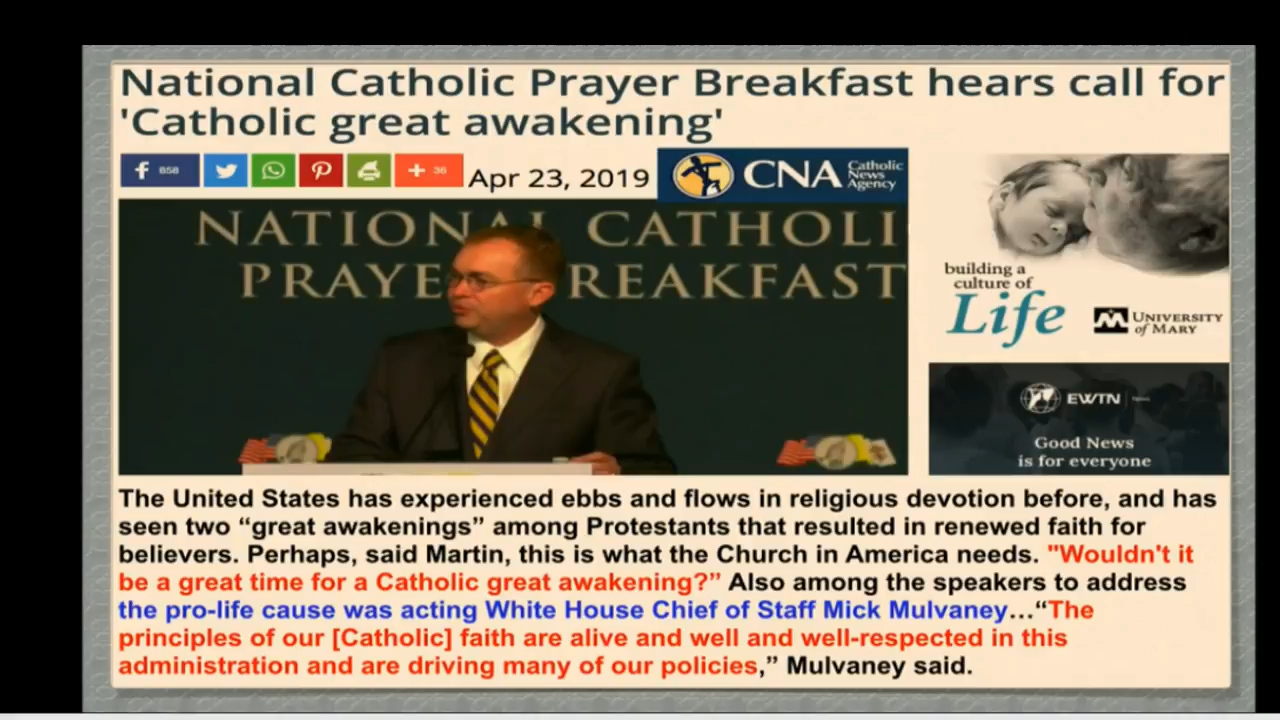 National Catholic Prayer Breakfast hears call for
'Catholic great awakening'
858
36
Apr 23, 2019
CNA Catholic
News
Agency
NATIONAL CATHOLI
PRAYE BREAKFAST
building a
culture of
Life
UNIVERSITY
of MARY
EWTN News
Good News
is for everyone
The United States has experienced ebbs and flows in religious devotion before, and has
seen two “great awakenings” among Protestants that resulted in renewed faith for
believers. Perhaps, said Martin, this is what the Church in America needs. "Wouldn't it
be a great time for a Catholic great awakening?” Also among the speakers to address
the pro-life cause was acting White House Chief of Staff Mick Mulvaney…“The
principles of our [Catholic] faith are alive and well and well-respected in this
administration and are driving many of our policies,” Mulvaney said.